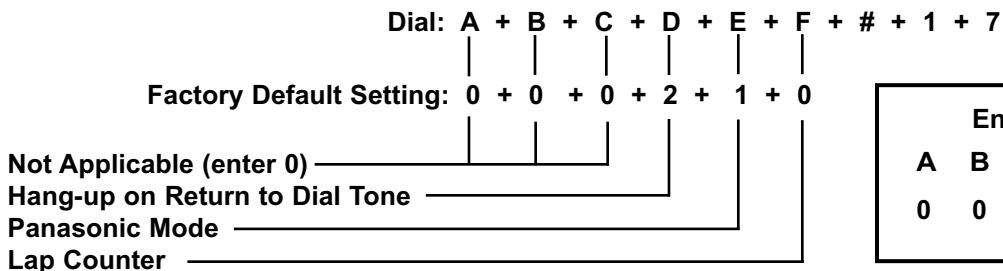 Dial: A + B + C + D + E + F + # + 1 + 7
Factory Default Setting: 0 + 0 + 0 + 2 + 1 + 0
Not Applicable (enter 0)
Hang-up on Return to Dial Tone
Panasonic Mode
Lap Counter
En
A B
0 0